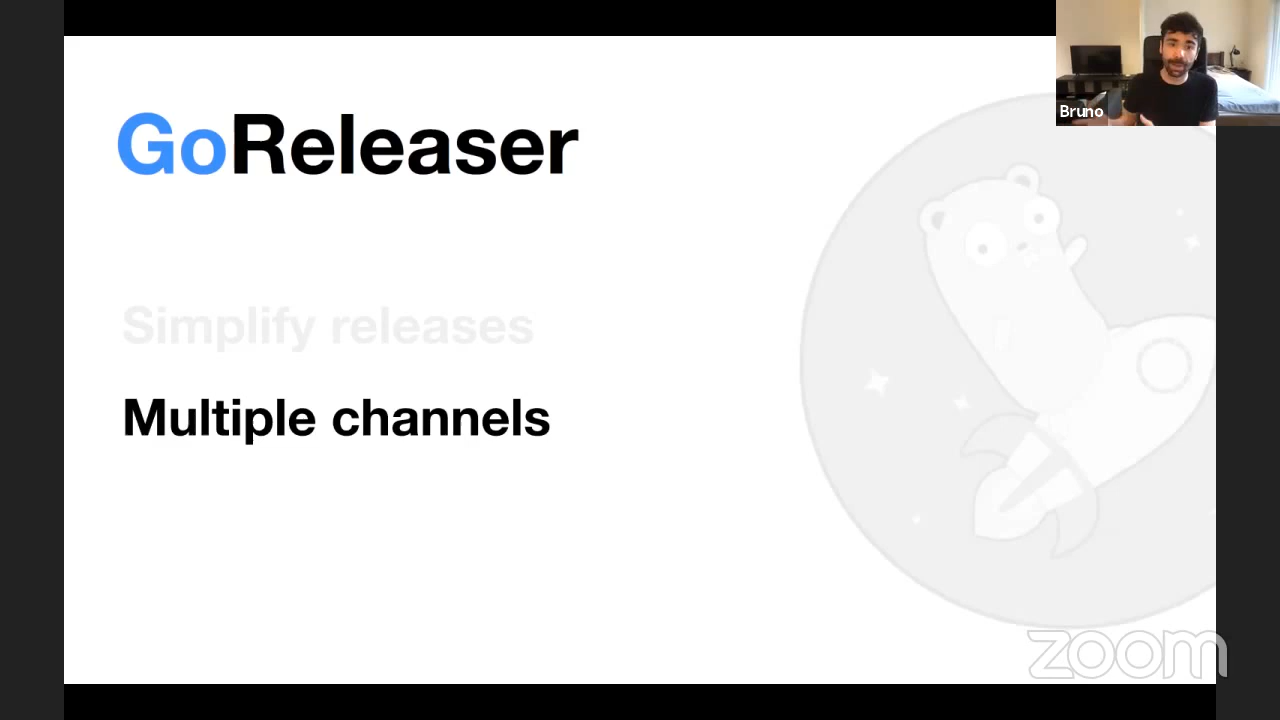 Bruno
GoReleaser
Simplify releases
Multiple channels
zoom